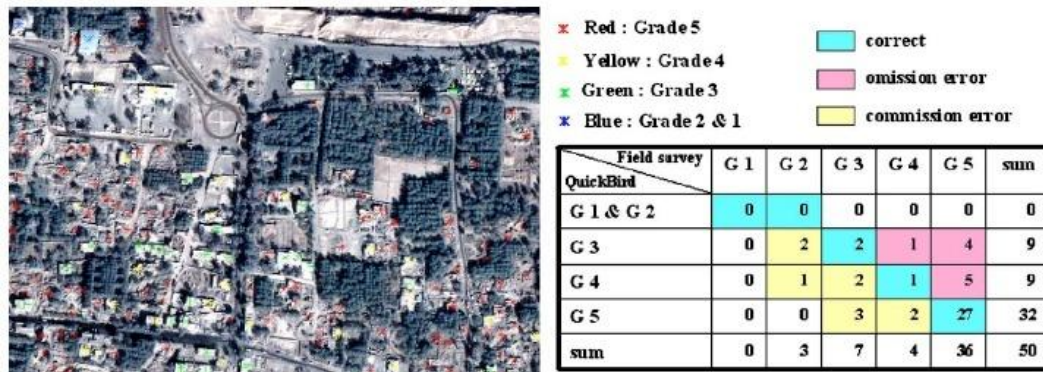 Red : Grade 5
Yellow : Grade 4
Green : Grade 3
Blue : Grade 2 & 1
correct
omission error
commission error
Field survey
QuickBird
G 1 G 2 G 3 G 4 G 5 sum
G 1 & G 2 0 0 0 0 0 0
G 3 0 2 2 1 4 9
G 4 0 1 2 1 5 9
G 5 0 0 3 2 27 32
sum 0 3 7 4 36 50